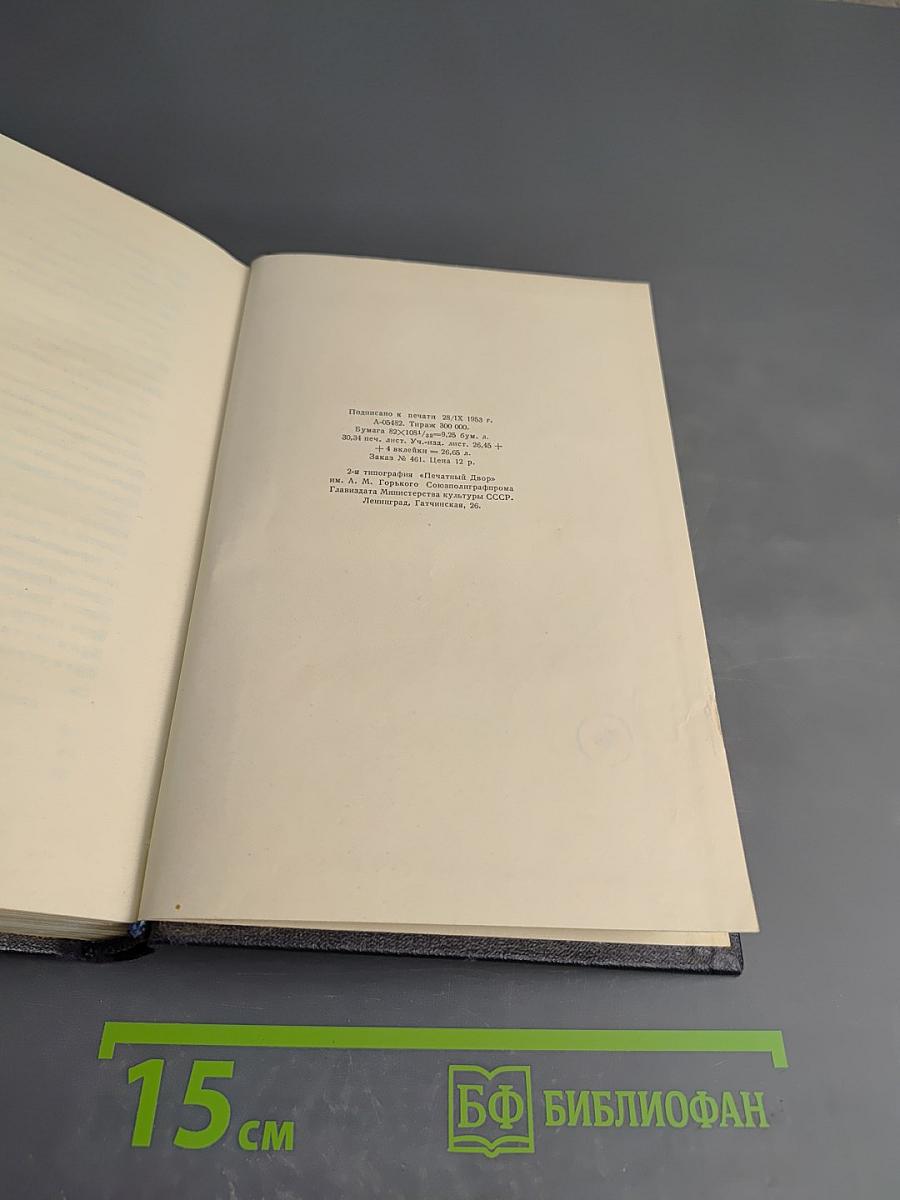 Подписано к печати 28/IX 1953 г.
А-05482. Тираж 300 000.
Бумага 82×108¹/₃₂=9,25 бум. л.
30,34 печ. лист. Уч.-изд. лист. 26,45 +
+ 4 вклейки = 26,65 л.
Заказ № 461. Цена 12 р.
2-я типография «Печатный Двор»
им. А. М. Горького Союзполиграфпрома
Главиздата Министерства культуры СССР.
Ленинград, Гатчинская, 26.
15 см
БФ БИБЛИОФАН